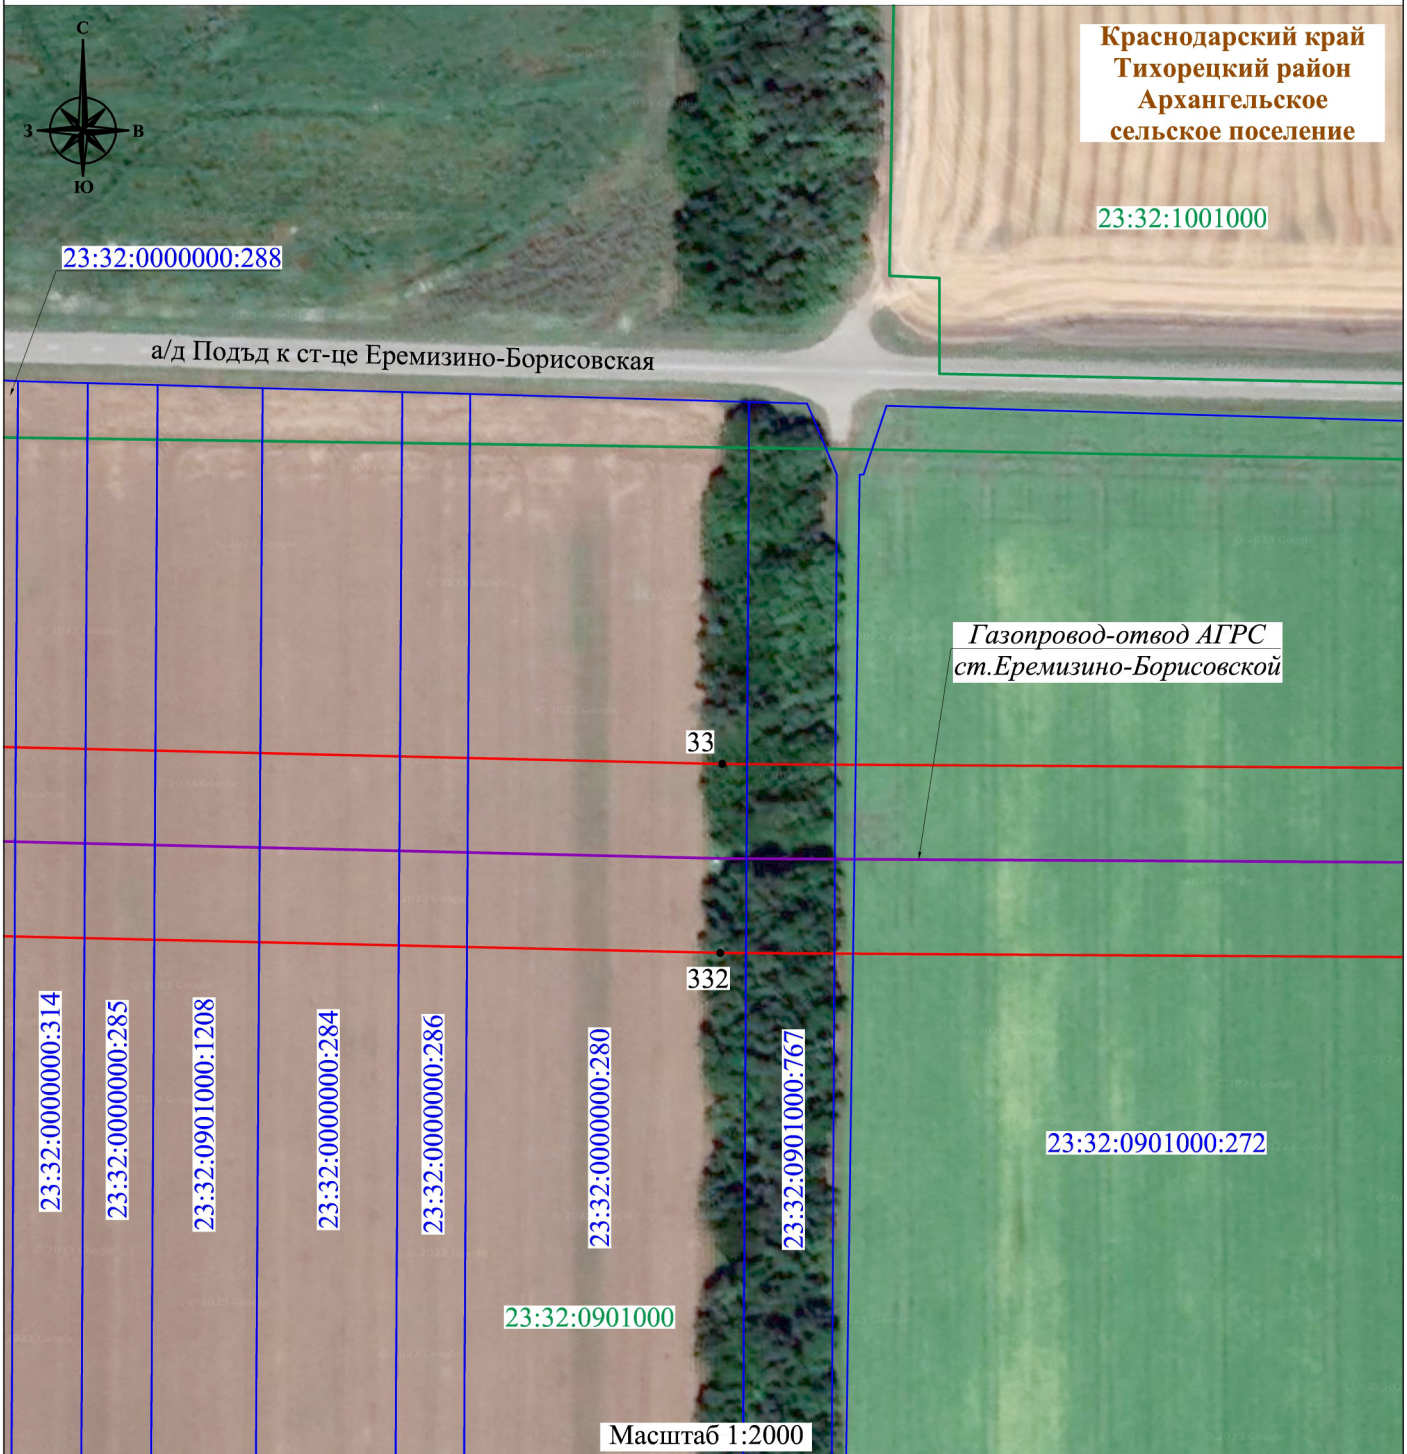 С
З
В
Ю
Краснодарский край
Тихорецкий район
Архангельское
сельское поселение
23:32:1001000
23:32:0000000:288
а/д Подъд к ст-це Еремизино-Борисовская
Газопровод-отвод АГРС
ст.Еремизино-Борисовской
33
332
23:32:0000000:314
23:32:0000000:285
23:32:0901000:1208
23:32:0000000:284
23:32:0000000:286
23:32:0000000:280
23:32:0901000:767
23:32:0901000:272
23:32:0901000
Масштаб 1:2000